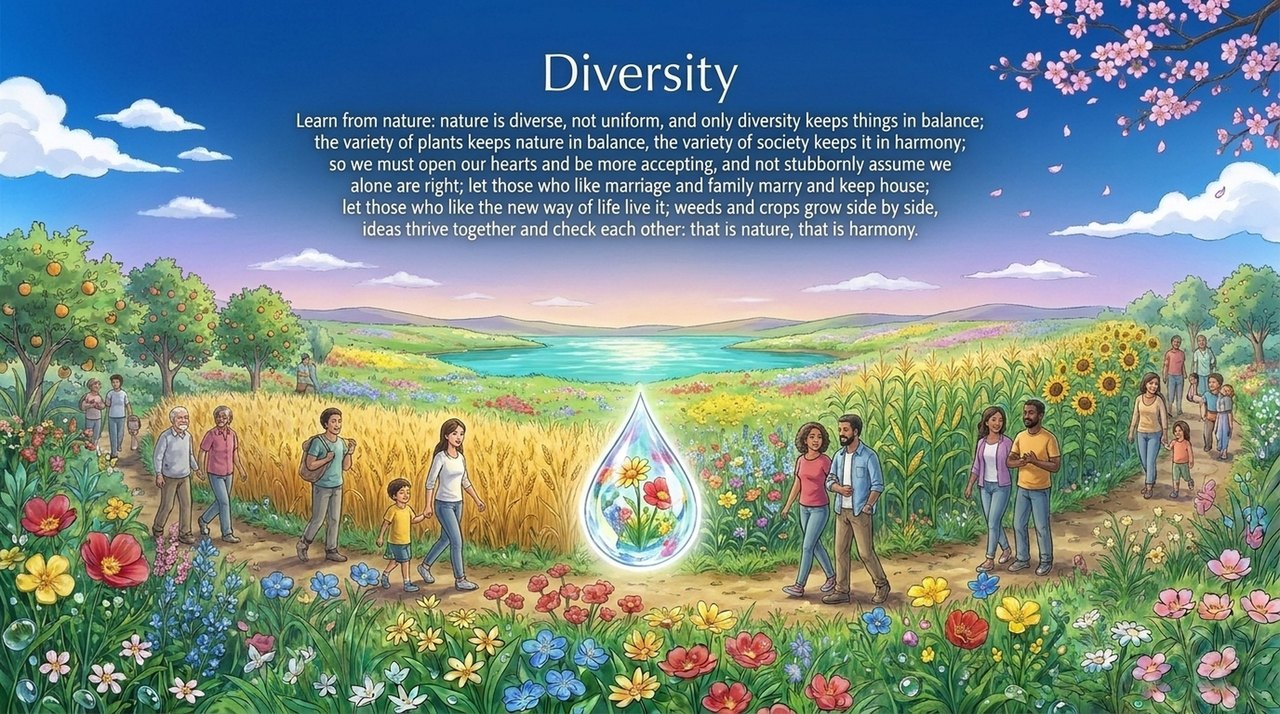 Diversity
Learn from nature: nature is diverse, not uniform, and only diversity keeps things in balance;
the variety of plants keeps nature in balance, the variety of society keeps it in harmony;
so we must open our hearts and be more accepting, and not stubbornly assume we
alone are right; let those who like marriage and family marry and keep house;
let those who like the new way of life live it; weeds and crops grow side by side,
ideas thrive together and check each other: that is nature, that is harmony.